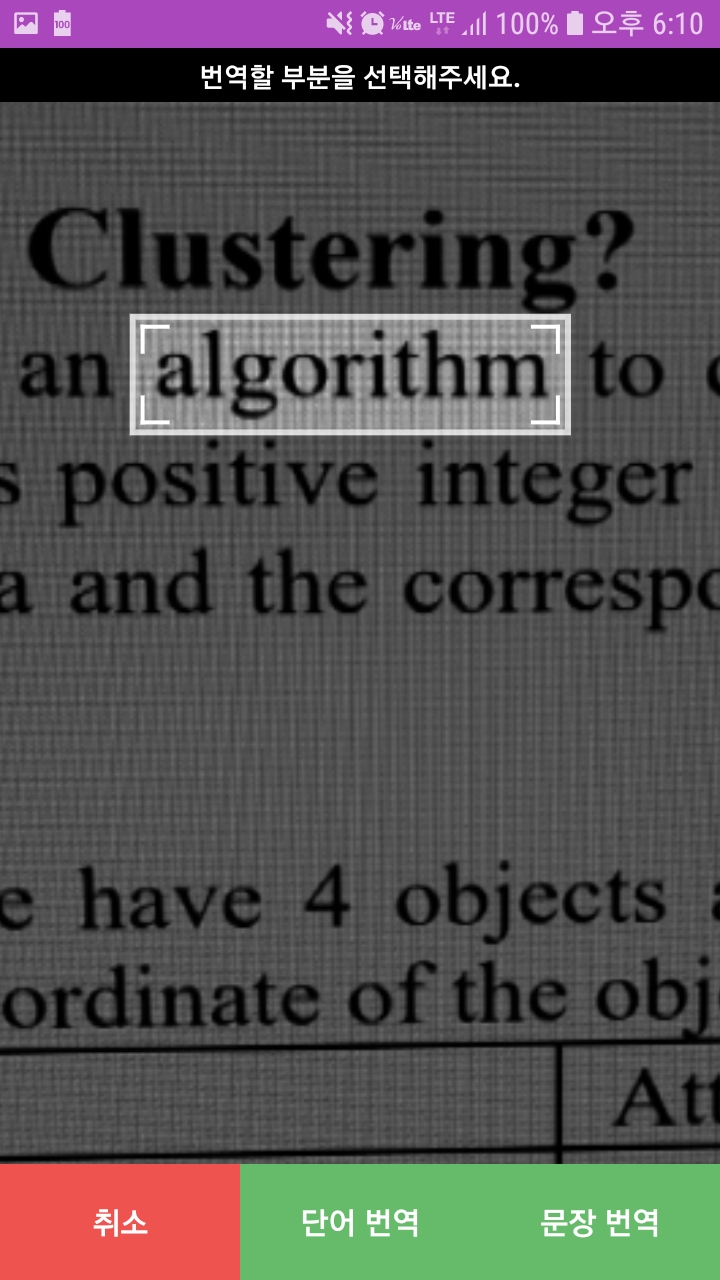 100 VoLTE LTE 100% 오후 6:10
번역할 부분을 선택해주세요.
Clustering?
an algorithm to
s positive integer
a and the correspo
e have 4 objects a
ordinate of the obj
Att
취소 단어 번역 문장 번역